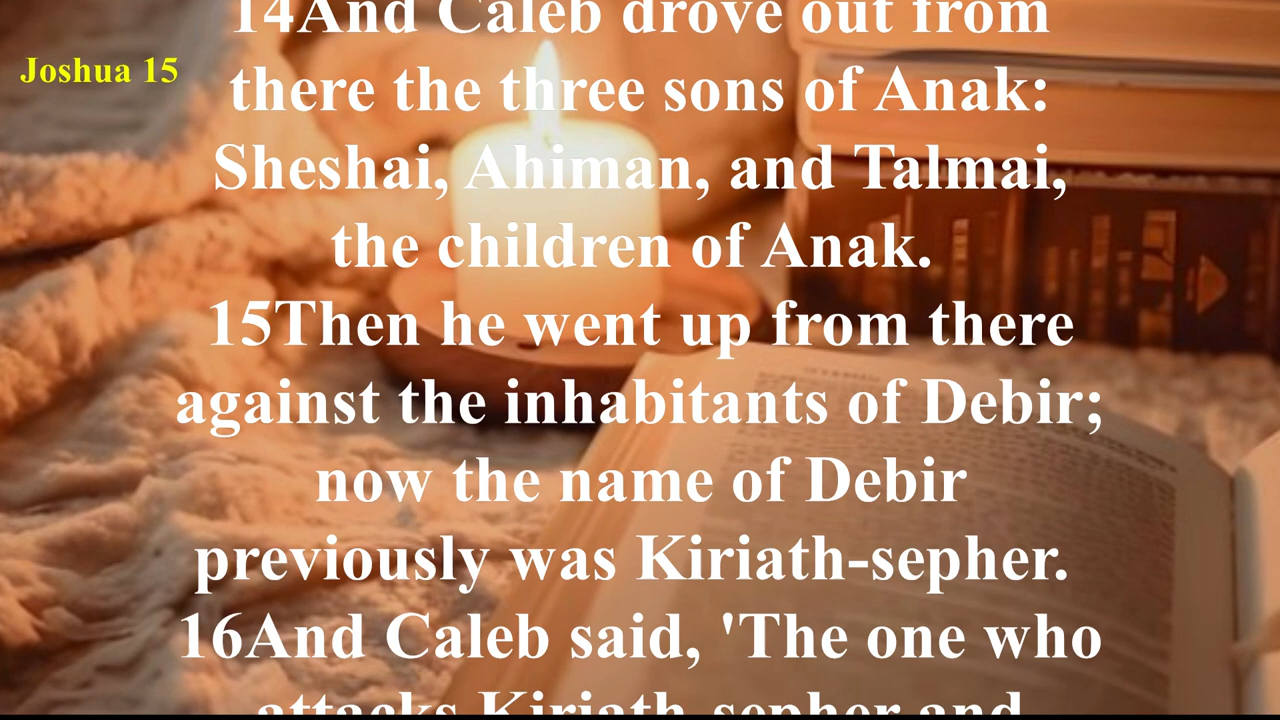 Joshua 15
14And Caleb drove out from
there the three sons of Anak:
Sheshai, Ahiman, and Talmai,
the children of Anak.
15Then he went up from there
against the inhabitants of Debir;
now the name of Debir
previously was Kiriath-sepher.
16And Caleb said, 'The one who
attacks Kiriath-sepher and